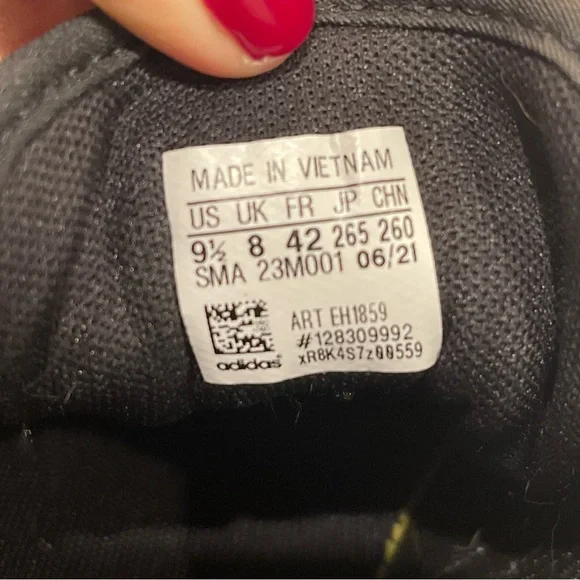 MADE IN VIETNAM
US UK FR JP CHN
9½ 8 42 265 260
SMA 23M001 06/21
ART EH1859
#128309992
adidas xR8K4S7z00559